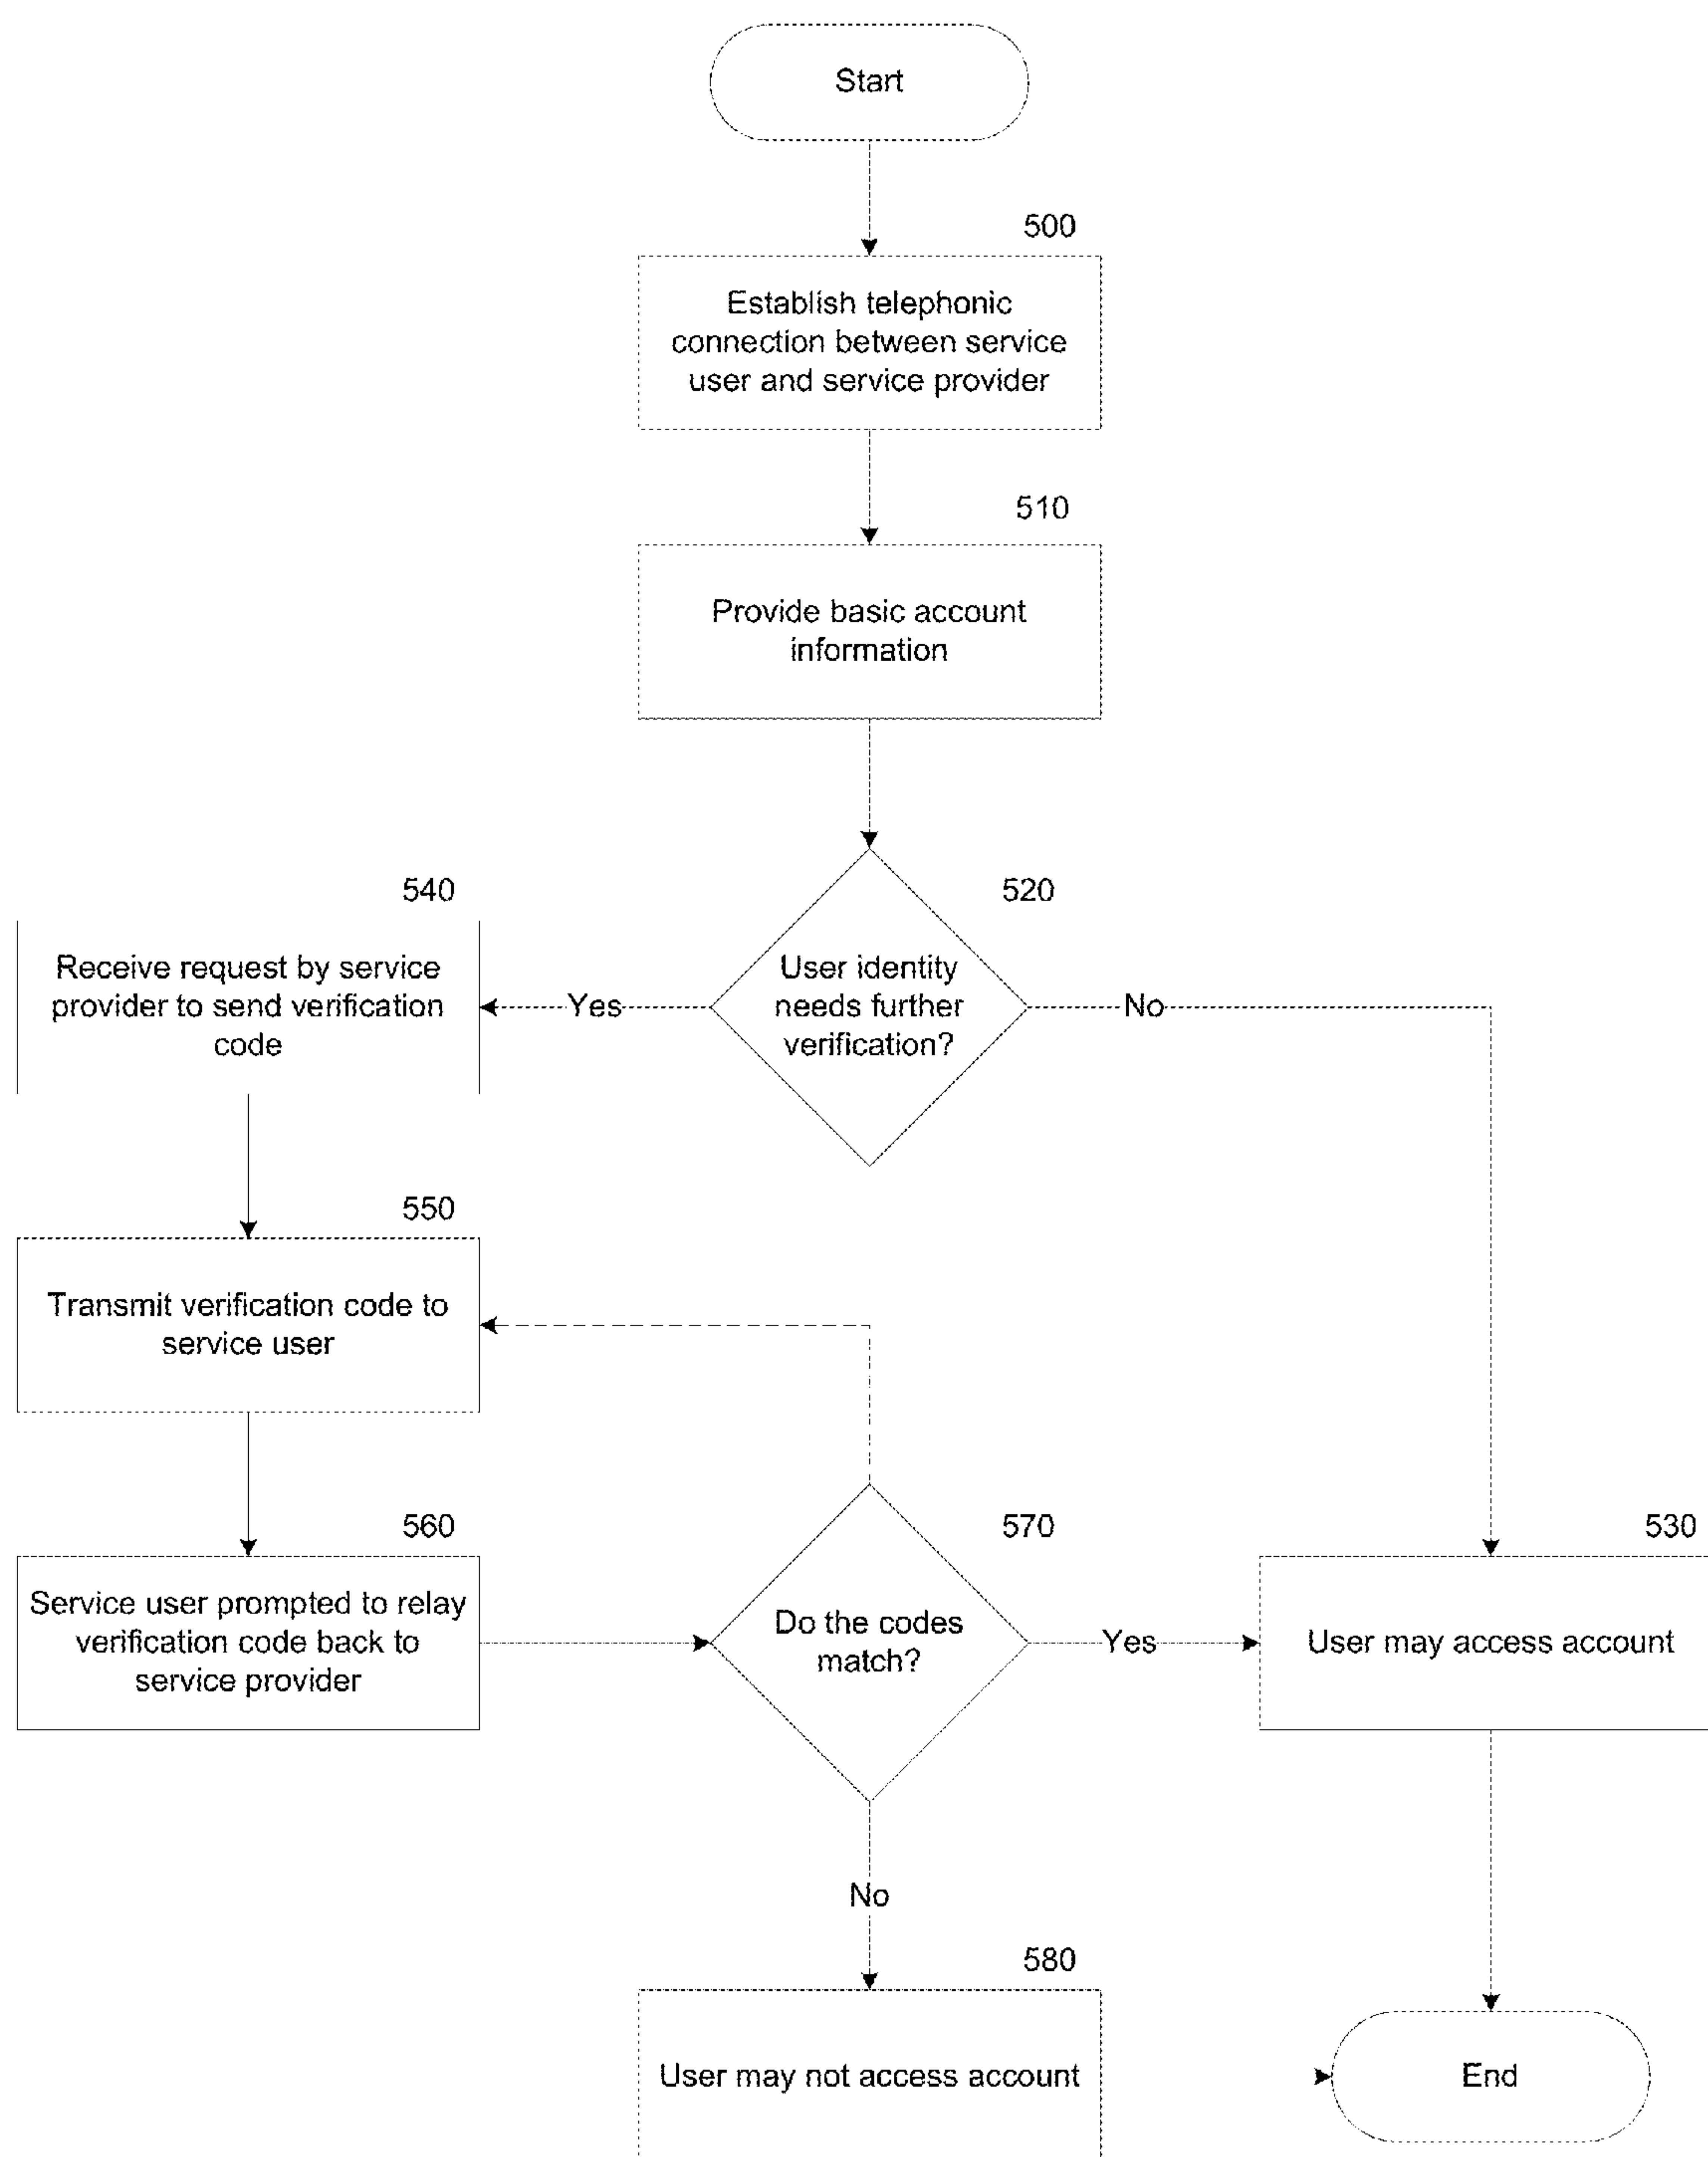 Start
500
Establish telephonic
connection between service
user and service provider
510
Provide basic account
information
540
520
Receive request by service
provider to send verification
code
Yes
User identity
needs further
verification?
No
550
Transmit verification code to
service user
560
570
530
Service user prompted to relay
verification code back to
service provider
Do the codes
match?
Yes
User may access account
No
580
User may not access account
End